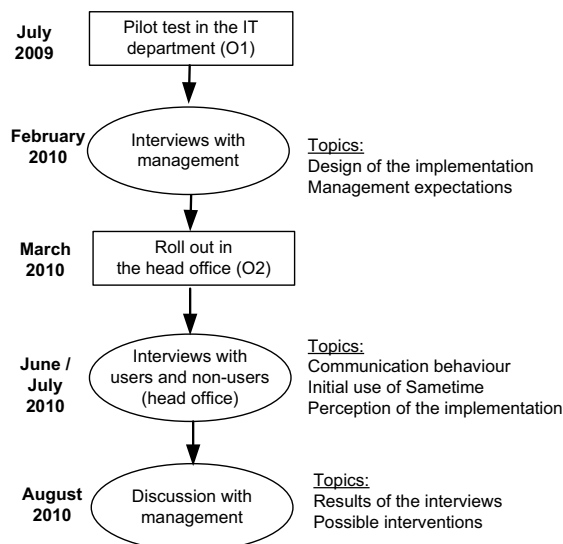 July
2009
Pilot test in the IT
department (O1)
February
2010
Interviews with
management
Topics:
Design of the implementation
Management expectations
March
2010
Roll out in
the head office (O2)
June /
July
2010
Interviews with
users and non-users
(head office)
Topics:
Communication behaviour
Initial use of Sametime
Perception of the implementation
August
2010
Discussion with
management
Topics:
Results of the interviews
Possible interventions